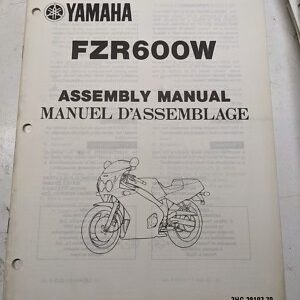 YAMAHA
FZR600W
ASSEMBLY MANUAL
MANUEL D'ASSEMBLAGE